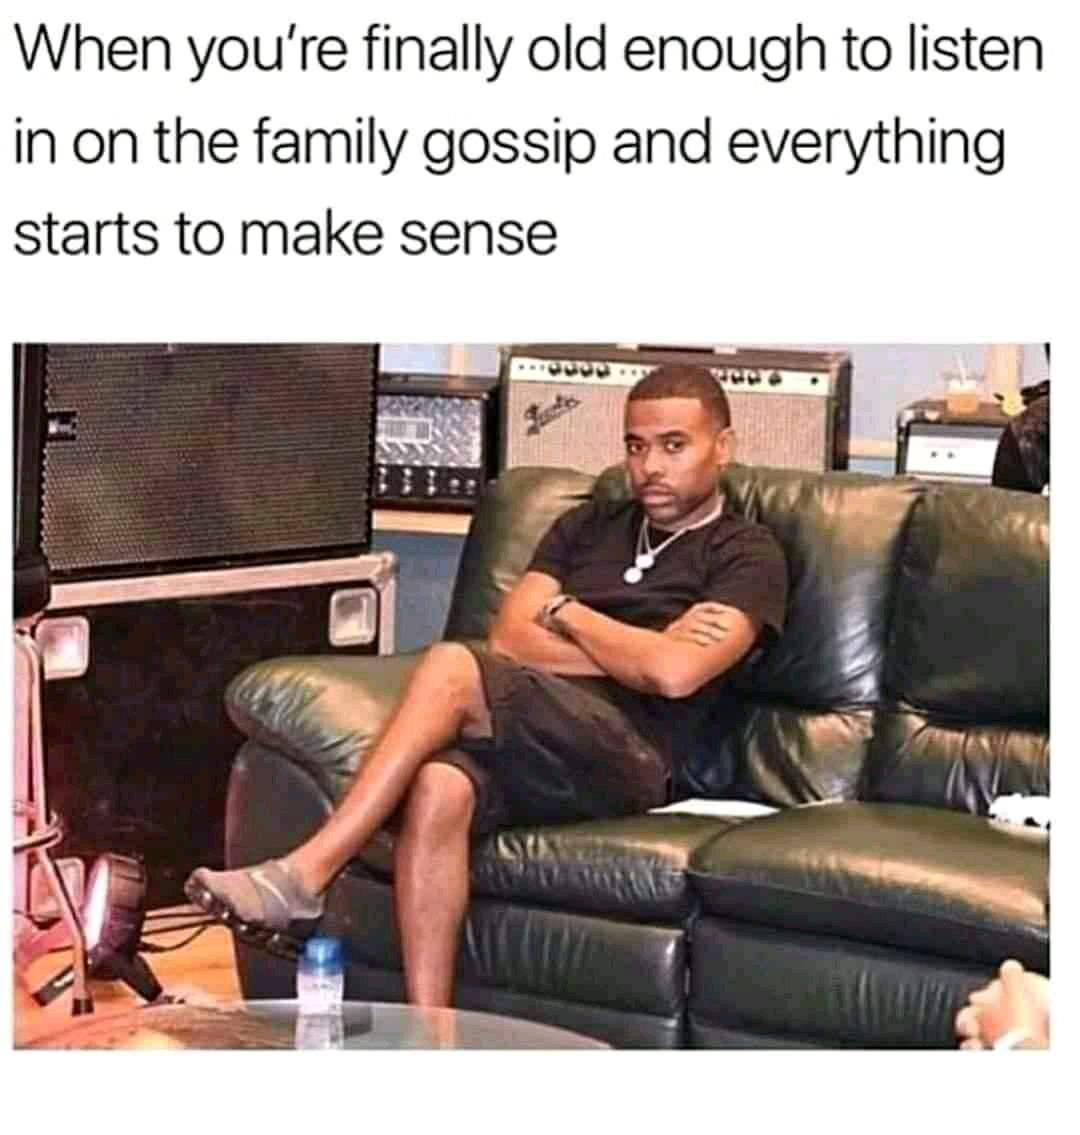 When you're finally old enough to listen
in on the family gossip and everything
starts to make sense